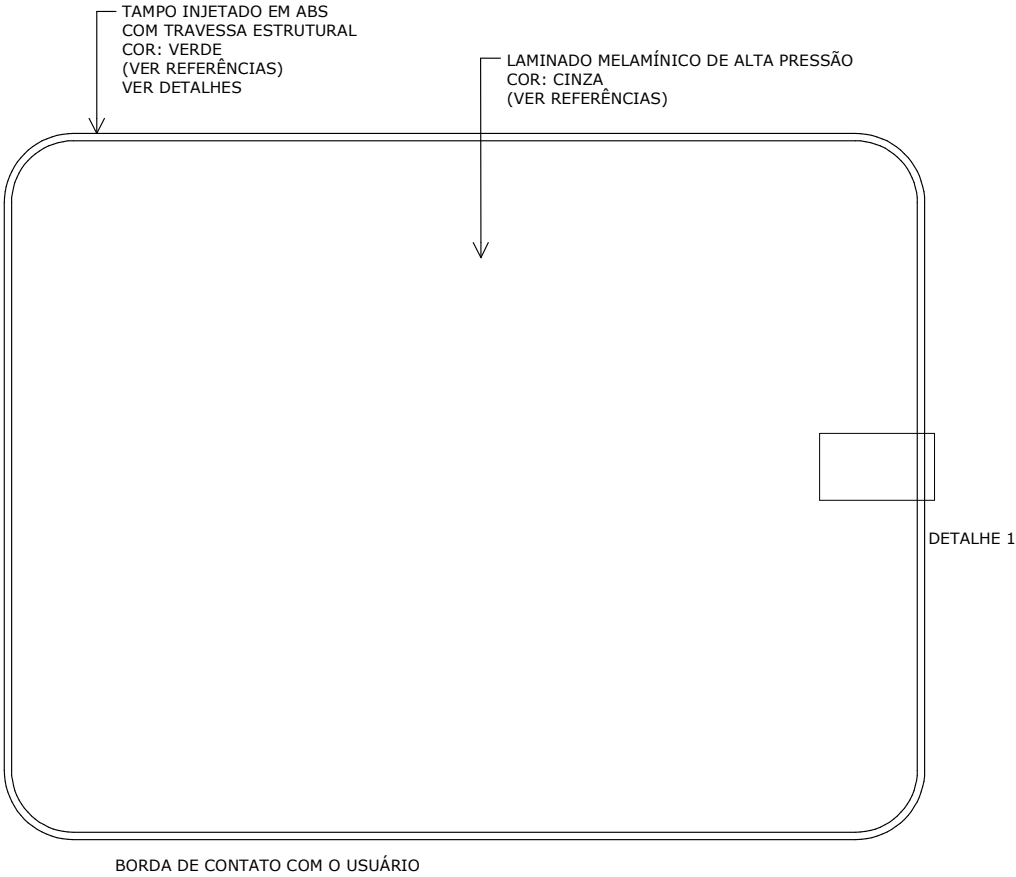 TAMPO INJETADO EM ABS
COM TRAVESSA ESTRUTURAL
COR: VERDE
(VER REFERÊNCIAS)
VER DETALHES
LAMINADO MELAMÍNICO DE ALTA PRESSÃO
COR: CINZA
(VER REFERÊNCIAS)
DETALHE 1
BORDA DE CONTATO COM O USUÁRIO